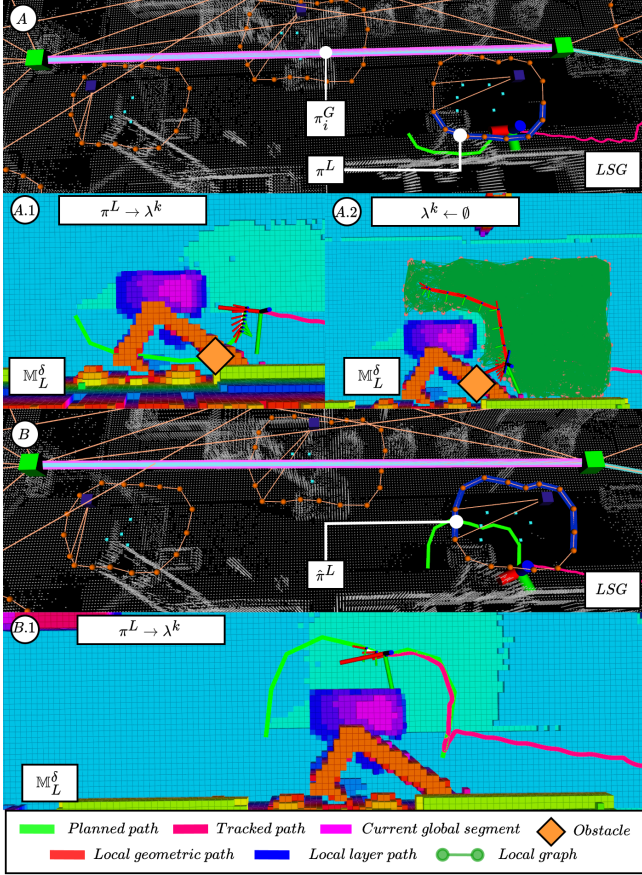 A
π_i^G
π^L
LSG
A.1
π^L → λ^k
A.2
λ^k ← ∅
𝕄_L^δ
𝕄_L^δ
B
π̂^L
LSG
B.1
π^L → λ^k
𝕄_L^δ
Planned path Tracked path Current global segment Obstacle
Local geometric path Local layer path Local graph